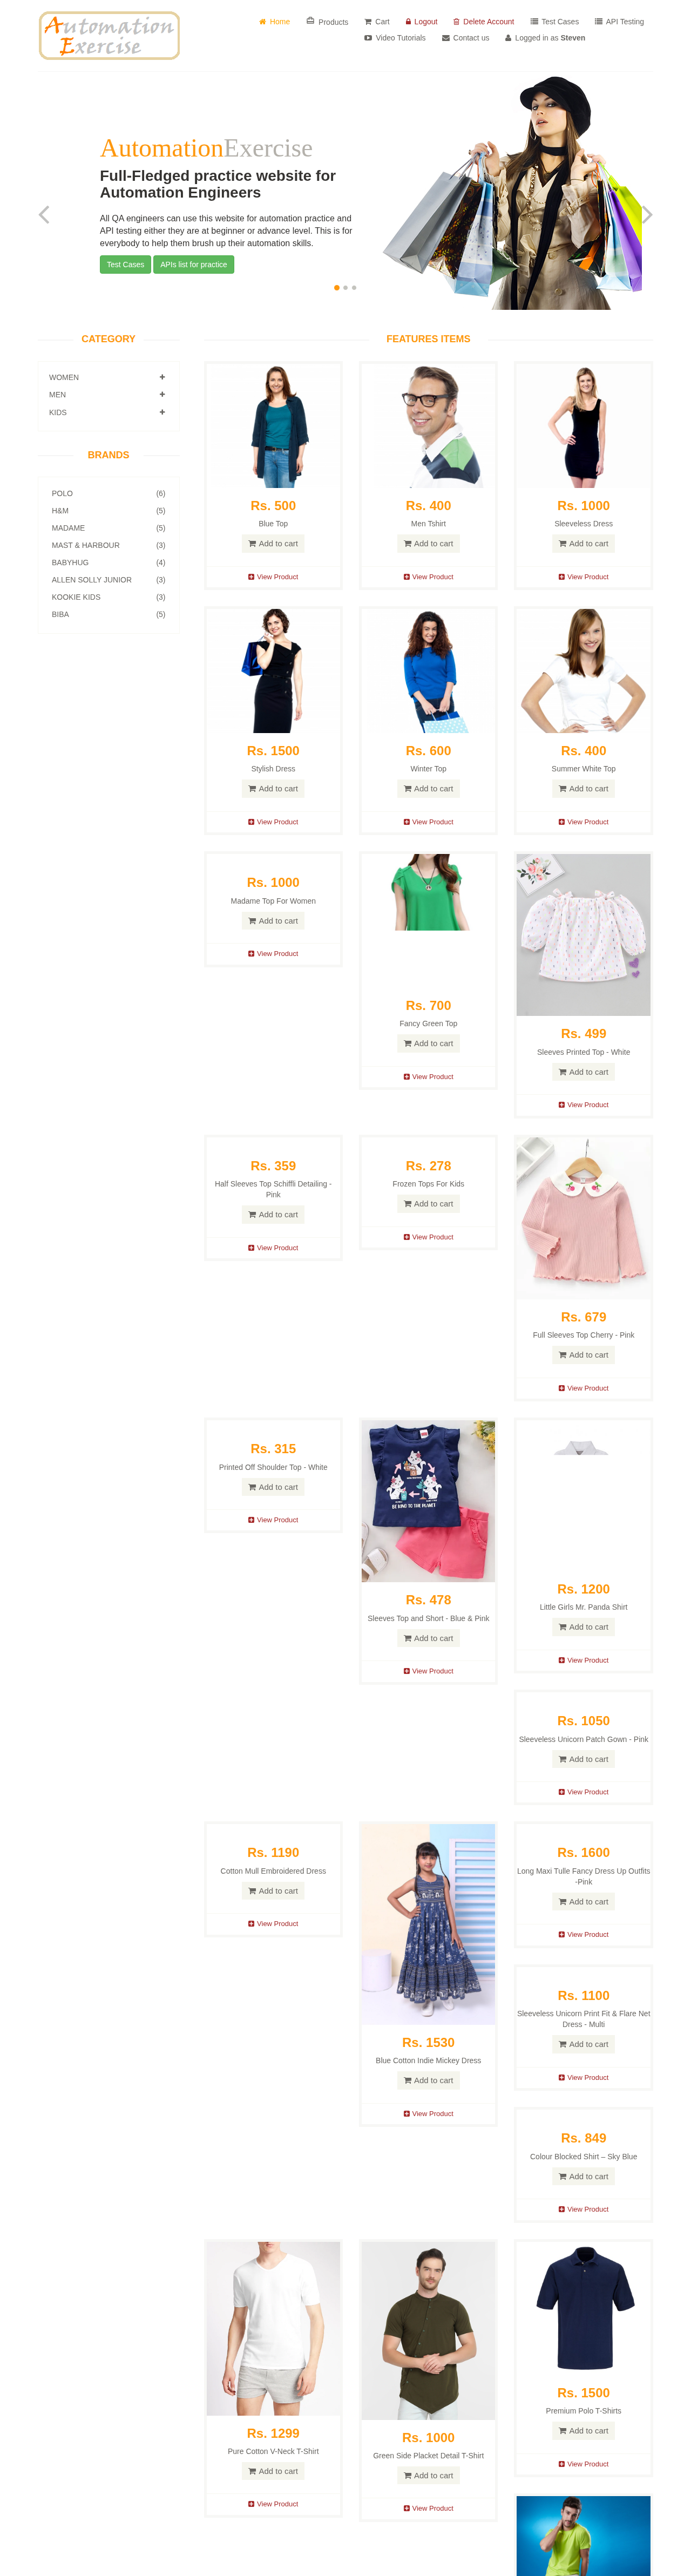 Automation
Exercise
Home
Products
Cart
Logout
Delete Account
Test Cases
API Testing
Video Tutorials
Contact us
Logged in as Steven
AutomationExercise
Full-Fledged practice website for
Automation Engineers
All QA engineers can use this website for automation practice and
API testing either they are at beginner or advance level. This is for
everybody to help them brush up their automation skills.
Test Cases
APIs list for practice
CATEGORY
WOMEN
MEN
KIDS
BRANDS
POLO (6)
H&M (5)
MADAME (5)
MAST & HARBOUR (3)
BABYHUG (4)
ALLEN SOLLY JUNIOR (3)
KOOKIE KIDS (3)
BIBA (5)
FEATURES ITEMS
Rs. 500
Blue Top
Add to cart
View Product
Rs. 400
Men Tshirt
Add to cart
View Product
Rs. 1000
Sleeveless Dress
Add to cart
View Product
Rs. 1500
Stylish Dress
Add to cart
View Product
Rs. 600
Winter Top
Add to cart
View Product
Rs. 400
Summer White Top
Add to cart
View Product
Rs. 1000
Madame Top For Women
Add to cart
View Product
Rs. 700
Fancy Green Top
Add to cart
View Product
Rs. 499
Sleeves Printed Top - White
Add to cart
View Product
Rs. 359
Half Sleeves Top Schiffli Detailing -
Pink
Add to cart
View Product
Rs. 278
Frozen Tops For Kids
Add to cart
View Product
Rs. 679
Full Sleeves Top Cherry - Pink
Add to cart
View Product
Rs. 315
Printed Off Shoulder Top - White
Add to cart
View Product
BE KIND TO THE PLANET
Rs. 478
Sleeves Top and Short - Blue & Pink
Add to cart
View Product
Rs. 1200
Little Girls Mr. Panda Shirt
Add to cart
View Product
Rs. 1050
Sleeveless Unicorn Patch Gown - Pink
Add to cart
View Product
Rs. 1190
Cotton Mull Embroidered Dress
Add to cart
View Product
Rs. 1530
Blue Cotton Indie Mickey Dress
Add to cart
View Product
Rs. 1600
Long Maxi Tulle Fancy Dress Up Outfits
-Pink
Add to cart
View Product
Rs. 1100
Sleeveless Unicorn Print Fit & Flare Net
Dress - Multi
Add to cart
View Product
Rs. 849
Colour Blocked Shirt – Sky Blue
Add to cart
View Product
Rs. 1299
Pure Cotton V-Neck T-Shirt
Add to cart
View Product
Rs. 1000
Green Side Placket Detail T-Shirt
Add to cart
View Product
Rs. 1500
Premium Polo T-Shirts
Add to cart
View Product